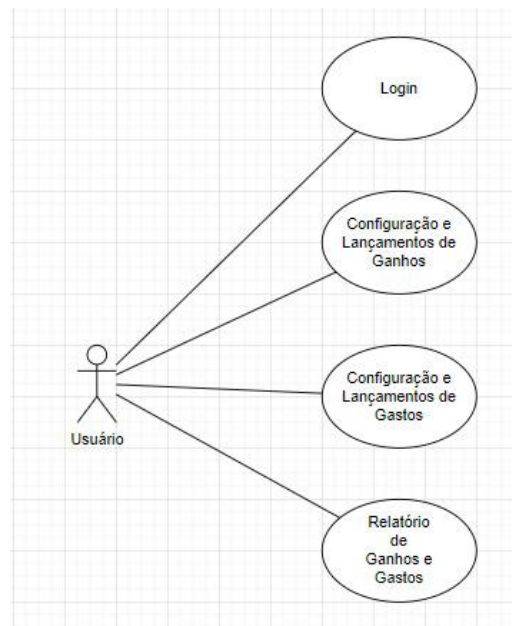 Login
Configuração e
Lançamentos de
Ganhos
Configuração e
Lançamentos de
Gastos
Usuário
Relatório
de
Ganhos e
Gastos